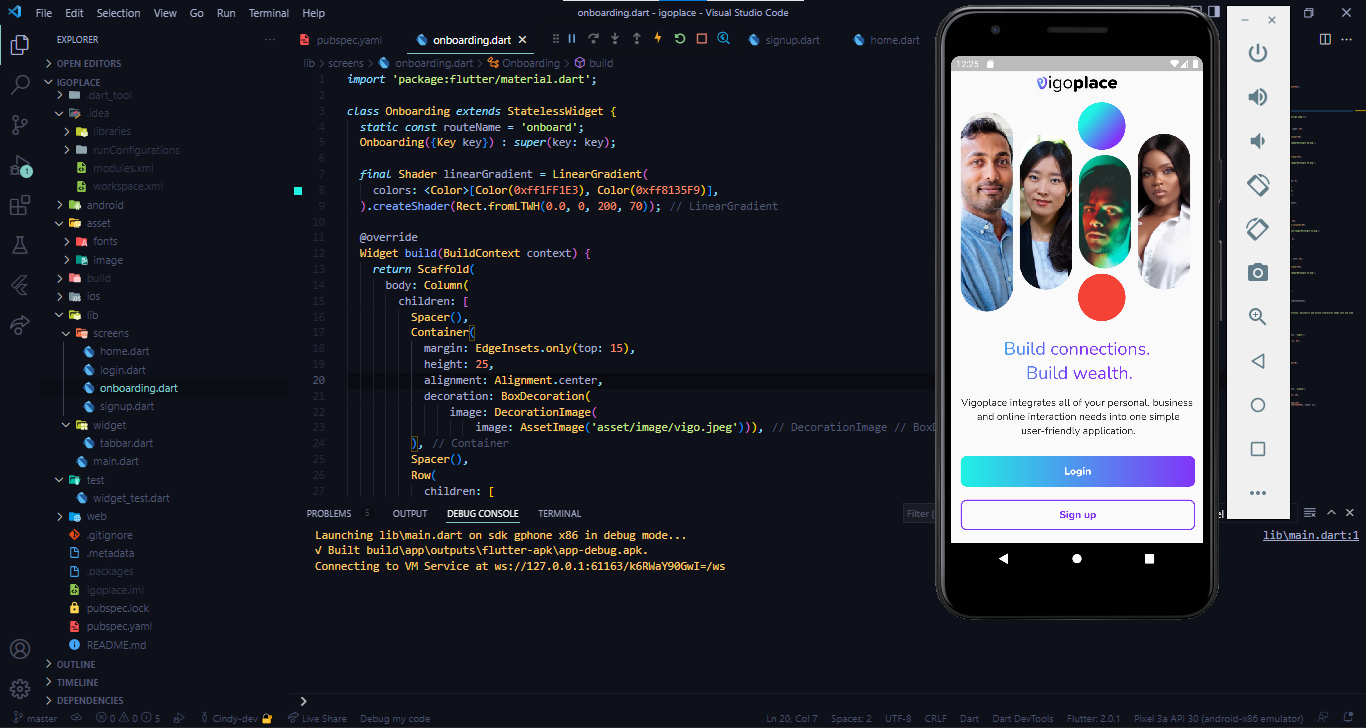 File Edit Selection View Go Run Terminal Help
onboarding.dart - igoplace - Visual Studio Code
EXPLORER
OPEN EDITORS
IGOPLACE
.dart_tool
.idea
libraries
runConfigurations
modules.xml
workspace.xml
android
asset
fonts
image
build
ios
lib
screens
home.dart
login.dart
onboarding.dart
signup.dart
widget
tabbar.dart
main.dart
test
widget_test.dart
web
.gitignore
.metadata
.packages
igoplace.iml
pubspec.lock
pubspec.yaml
README.md
OUTLINE
TIMELINE
DEPENDENCIES
1
pubspec.yaml onboarding.dart signup.dart home.dart
lib > screens > onboarding.dart > Onboarding > build
1 import 'package:flutter/material.dart';
2
3 class Onboarding extends StatelessWidget {
4 static const routeName = 'onboard';
5 Onboarding({Key key}) : super(key: key);
6
7 final Shader linearGradient = LinearGradient(
8 colors: <Color>[Color(0xff1FF1E3), Color(0xff8135F9)],
9 ).createShader(Rect.fromLTWH(0.0, 0, 200, 70)); // LinearGradient
10
11 @override
12 Widget build(BuildContext context) {
13 return Scaffold(
14 body: Column(
15 children: [
16 Spacer(),
17 Container(
18 margin: EdgeInsets.only(top: 15),
19 height: 25,
20 alignment: Alignment.center,
21 decoration: BoxDecoration(
22 image: DecorationImage(
23 image: AssetImage('asset/image/vigo.jpeg'))), // DecorationImage // BoxD
24 ), // Container
25 Spacer(),
26 Row(
27 children: [
PROBLEMS 5 OUTPUT DEBUG CONSOLE TERMINAL
Filter (
Launching lib\main.dart on sdk gphone x86 in debug mode...
lib\main.dart:1
√ Built build\app\outputs\flutter-apk\app-debug.apk.
Connecting to VM Service at ws://127.0.0.1:61163/k6RWaY90GwI=/ws
12:25
Vigoplace
Build connections.
Build wealth.
Vigoplace integrates all of your personal, business
and online interaction needs into one simple
user-friendly application.
Login
Sign up
master 0 0 5 Cindy-dev Live Share Debug my code
Ln 20, Col 7 Spaces: 2 UTF-8 CRLF Dart Dart DevTools Flutter: 2.0.1 Pixel 3a API 30 (android-x86 emulator)